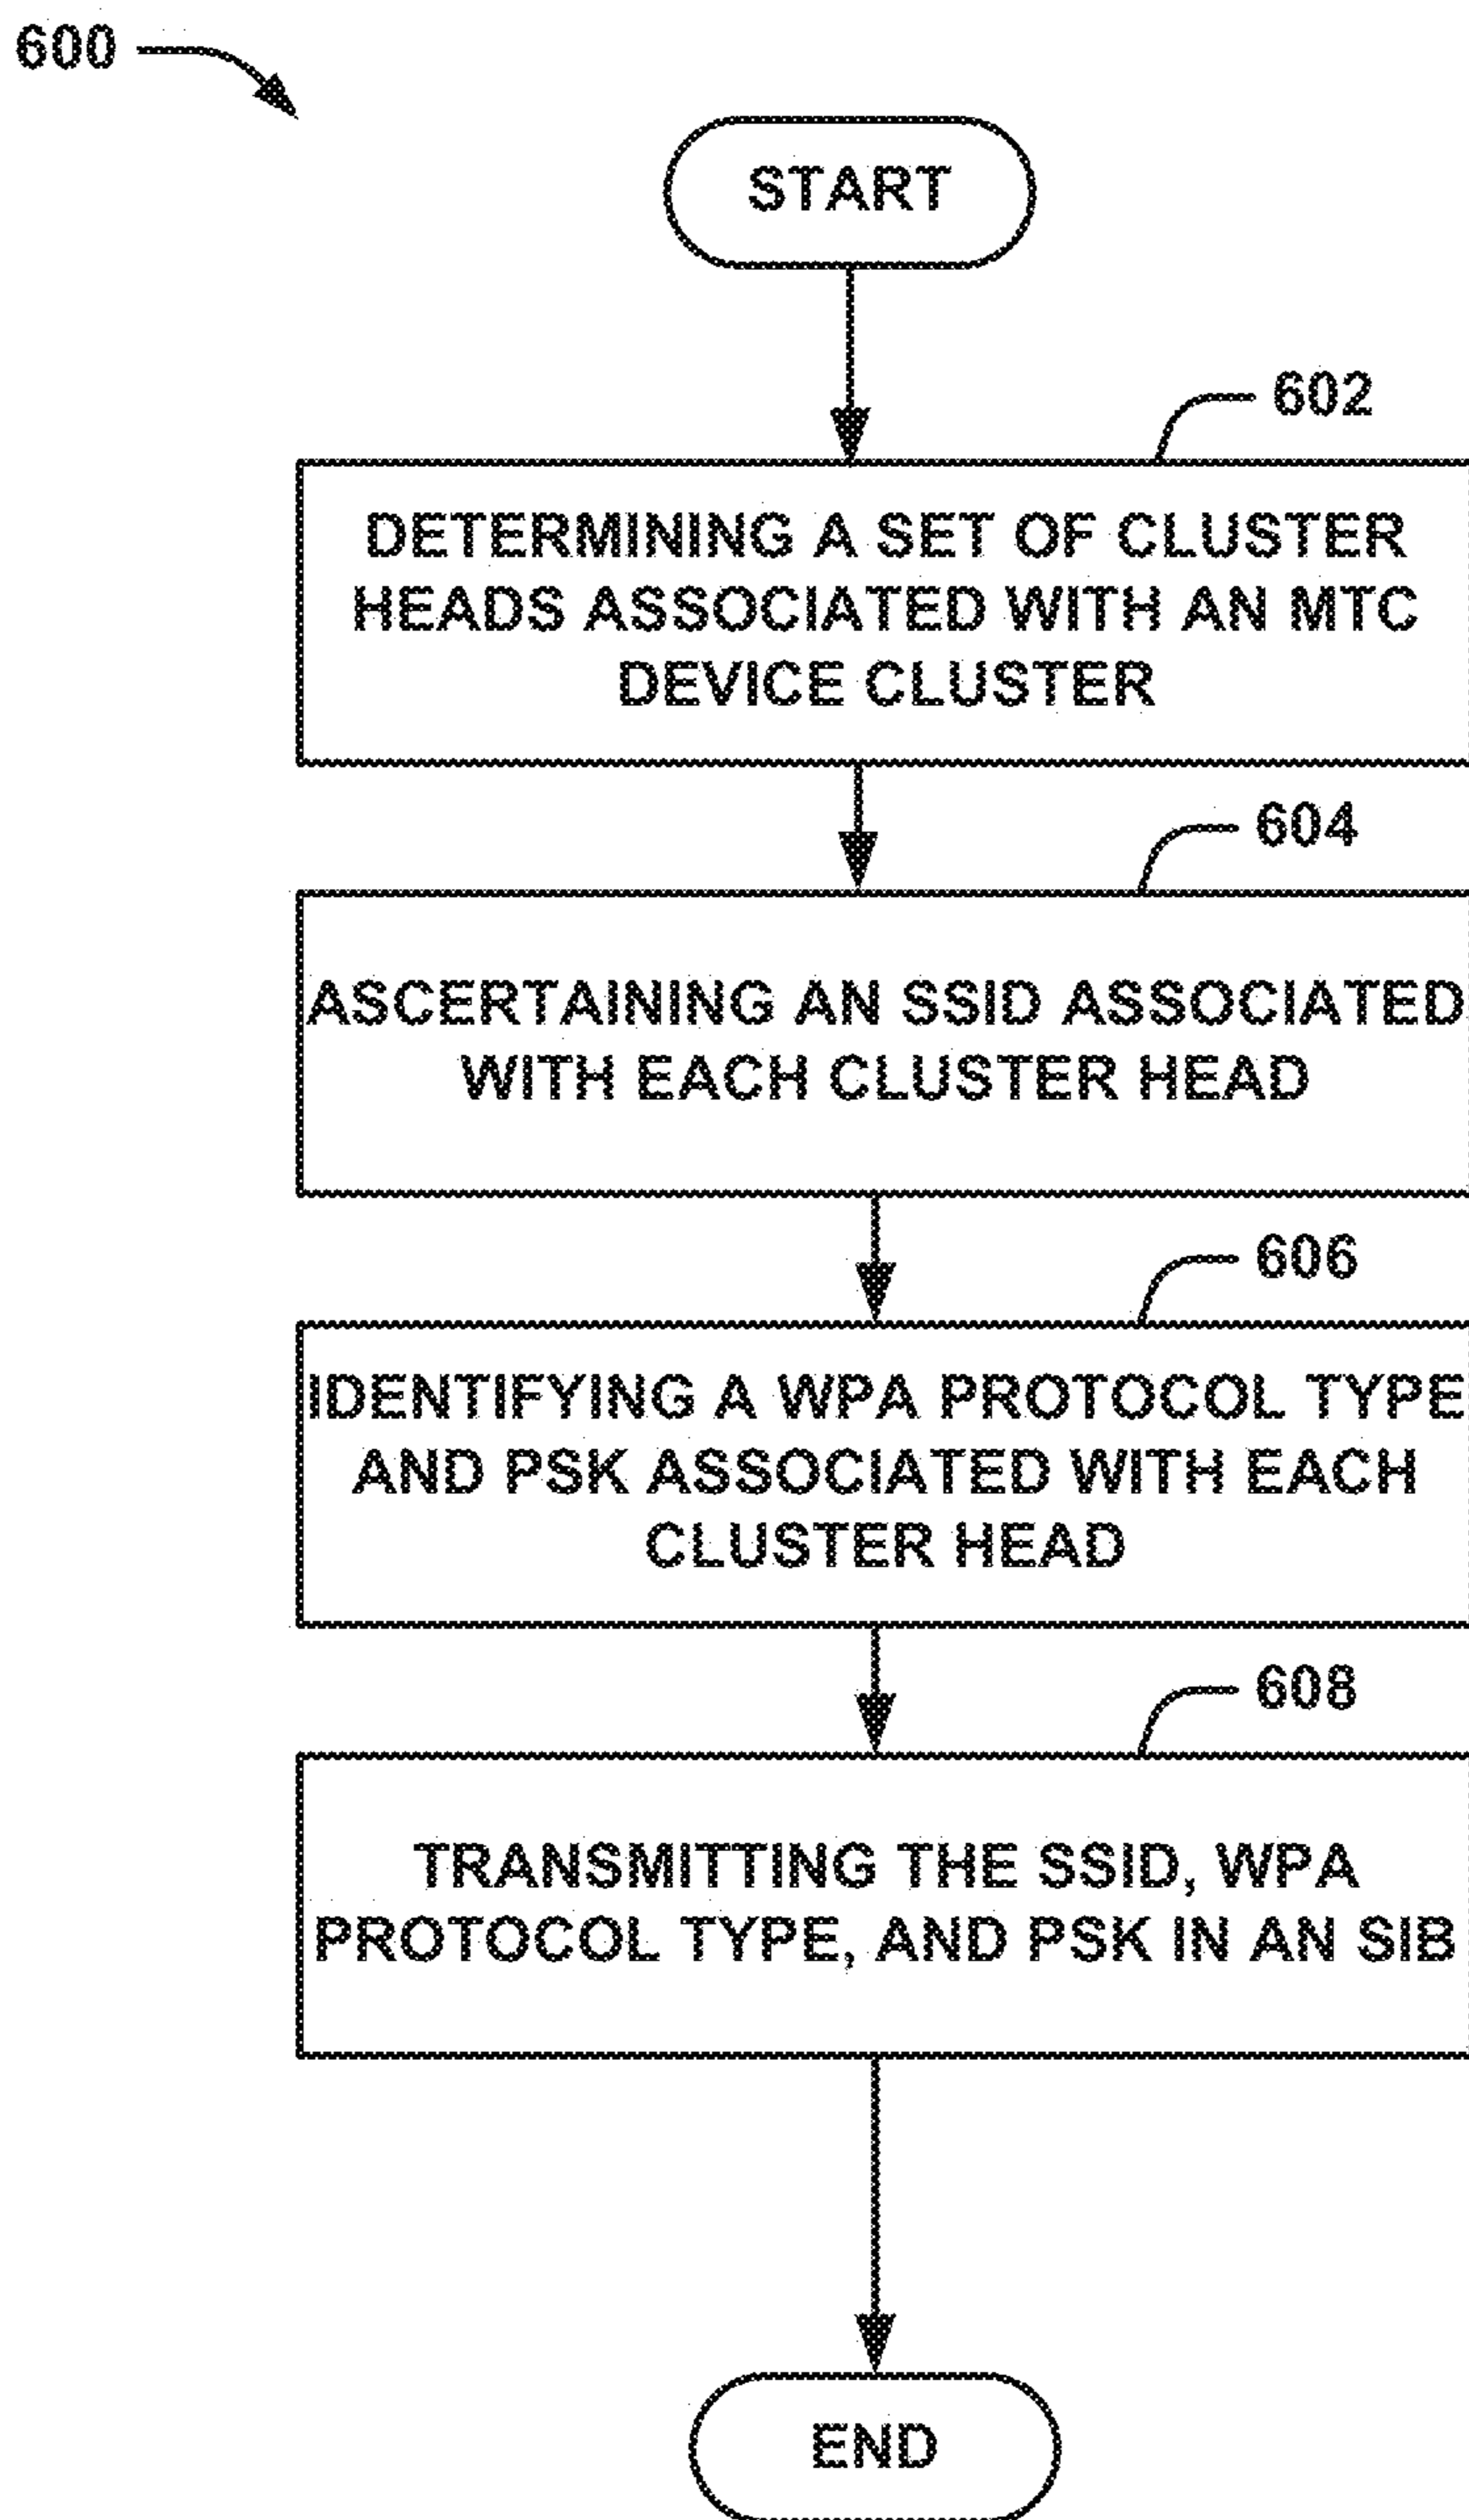 600
START
602
DETERMINING A SET OF CLUSTER
HEADS ASSOCIATED WITH AN MTC
DEVICE CLUSTER
604
ASCERTAINING AN SSID ASSOCIATED
WITH EACH CLUSTER HEAD
606
IDENTIFYING A WPA PROTOCOL TYPE
AND PSK ASSOCIATED WITH EACH
CLUSTER HEAD
608
TRANSMITTING THE SSID, WPA
PROTOCOL TYPE, AND PSK IN AN SIB
END